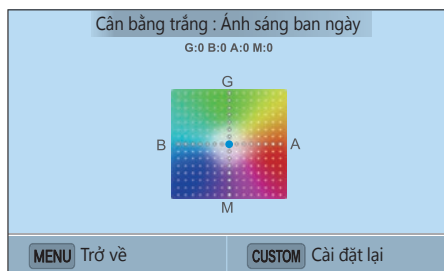 Cân bằng trắng : Ánh sáng ban ngày
G:0 B:0 A:0 M:0
G
B A
M
MENU Trở về CUSTOM Cài đặt lại